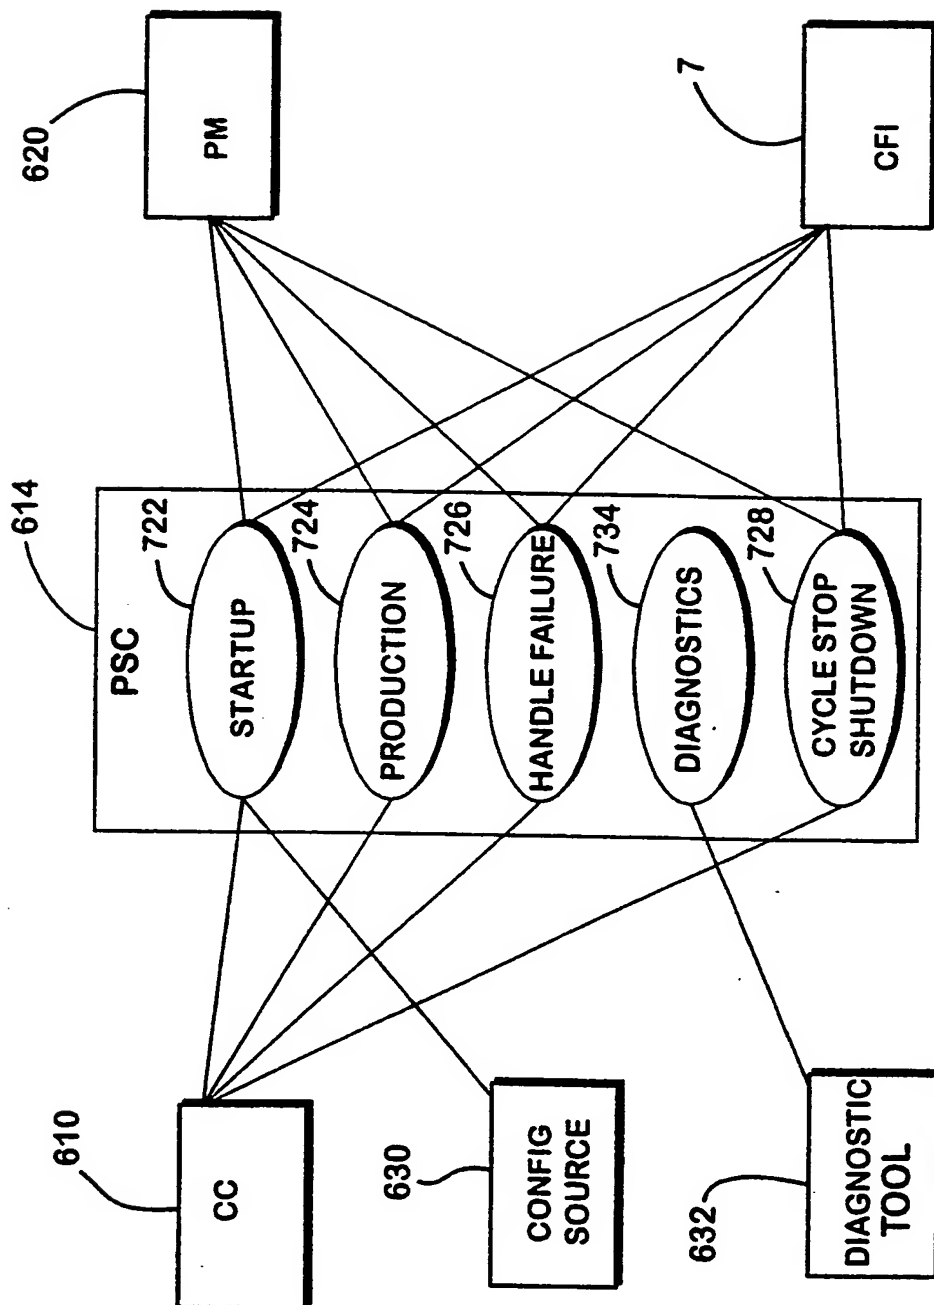 620
PM
7
CFI
614
PSC
722
STARTUP
724
PRODUCTION
726
HANDLE FAILURE
734
DIAGNOSTICS
728
CYCLE STOP
SHUTDOWN
610
CC
630
CONFIG
SOURCE
632
DIAGNOSTIC
TOOL